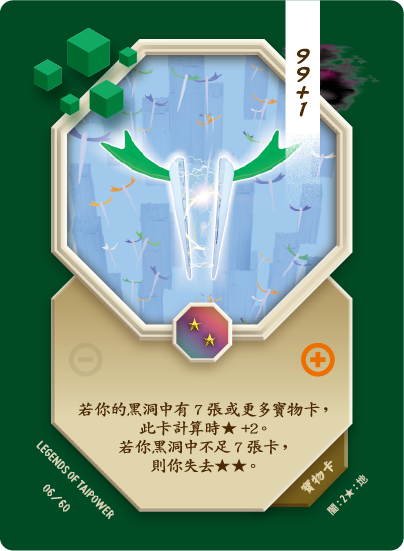 99+1
若你的黑洞中有 7 張或更多寶物卡，
此卡計算時★ +2。
若你黑洞中不足 7 張卡，
則你失去★★。
LEGENDS OF TAIPOWER
06/60
寶物卡
闇:2★:地